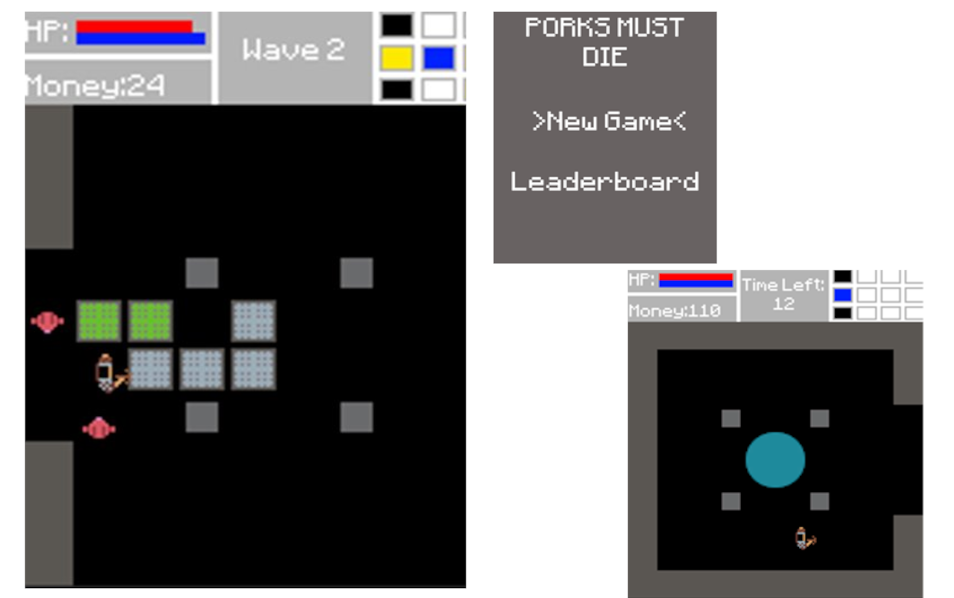 HP:
Wave 2
Money:24
PORKS MUST
DIE
>New Game<
Leaderboard
HP:
Time Left:
12
Money:110